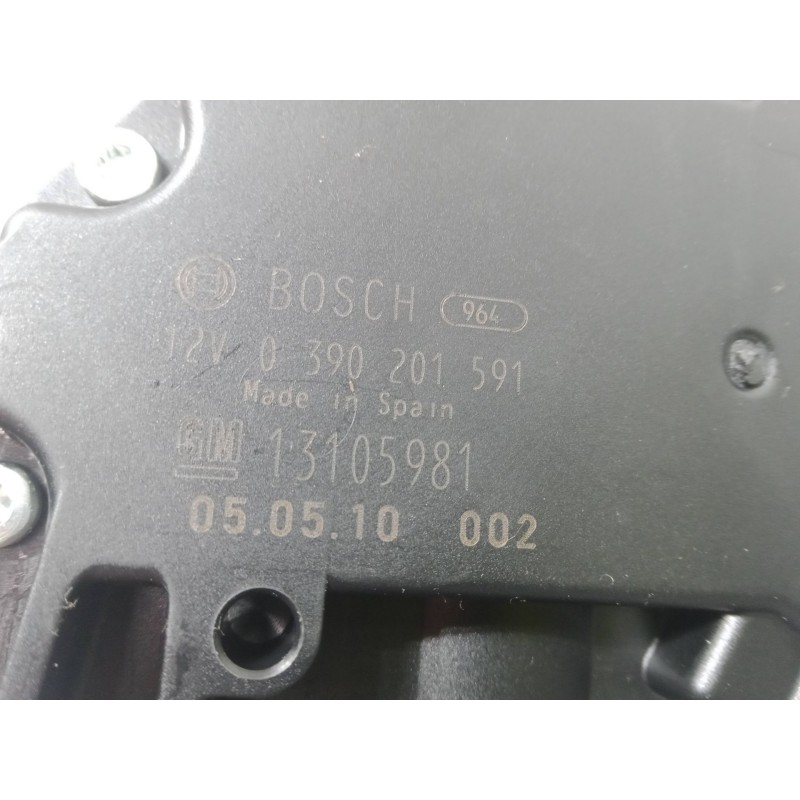 BOSCH 964
12V 0 390 201 591
Made in Spain
GM 13105981
05.05.10 002